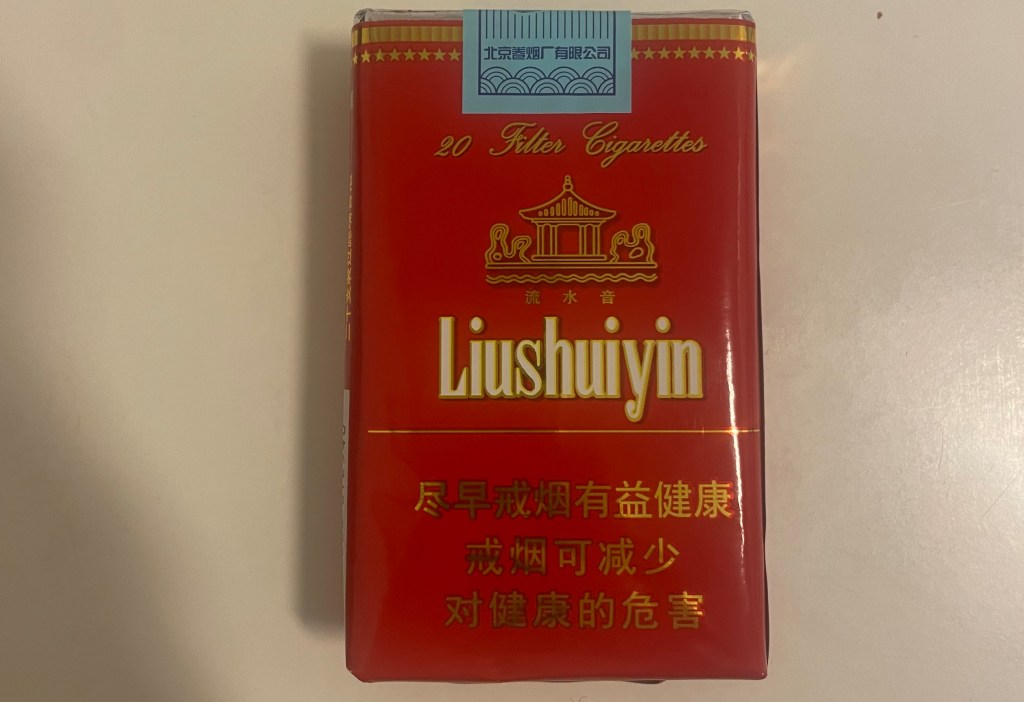 北京卷烟厂有限公司
20 Filter Cigarettes
流水音
Liushuiyin
尽早戒烟有益健康
戒烟可减少
对健康的危害